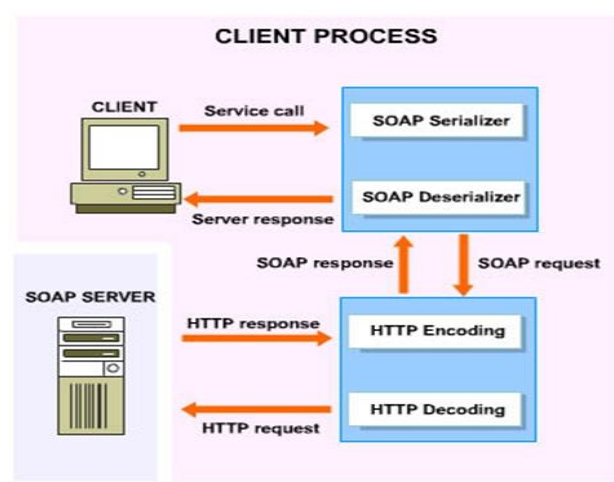 CLIENT PROCESS
CLIENT
Service call
SOAP Serializer
SOAP Deserializer
Server response
SOAP response
SOAP request
SOAP SERVER
HTTP response
HTTP Encoding
HTTP Decoding
HTTP request